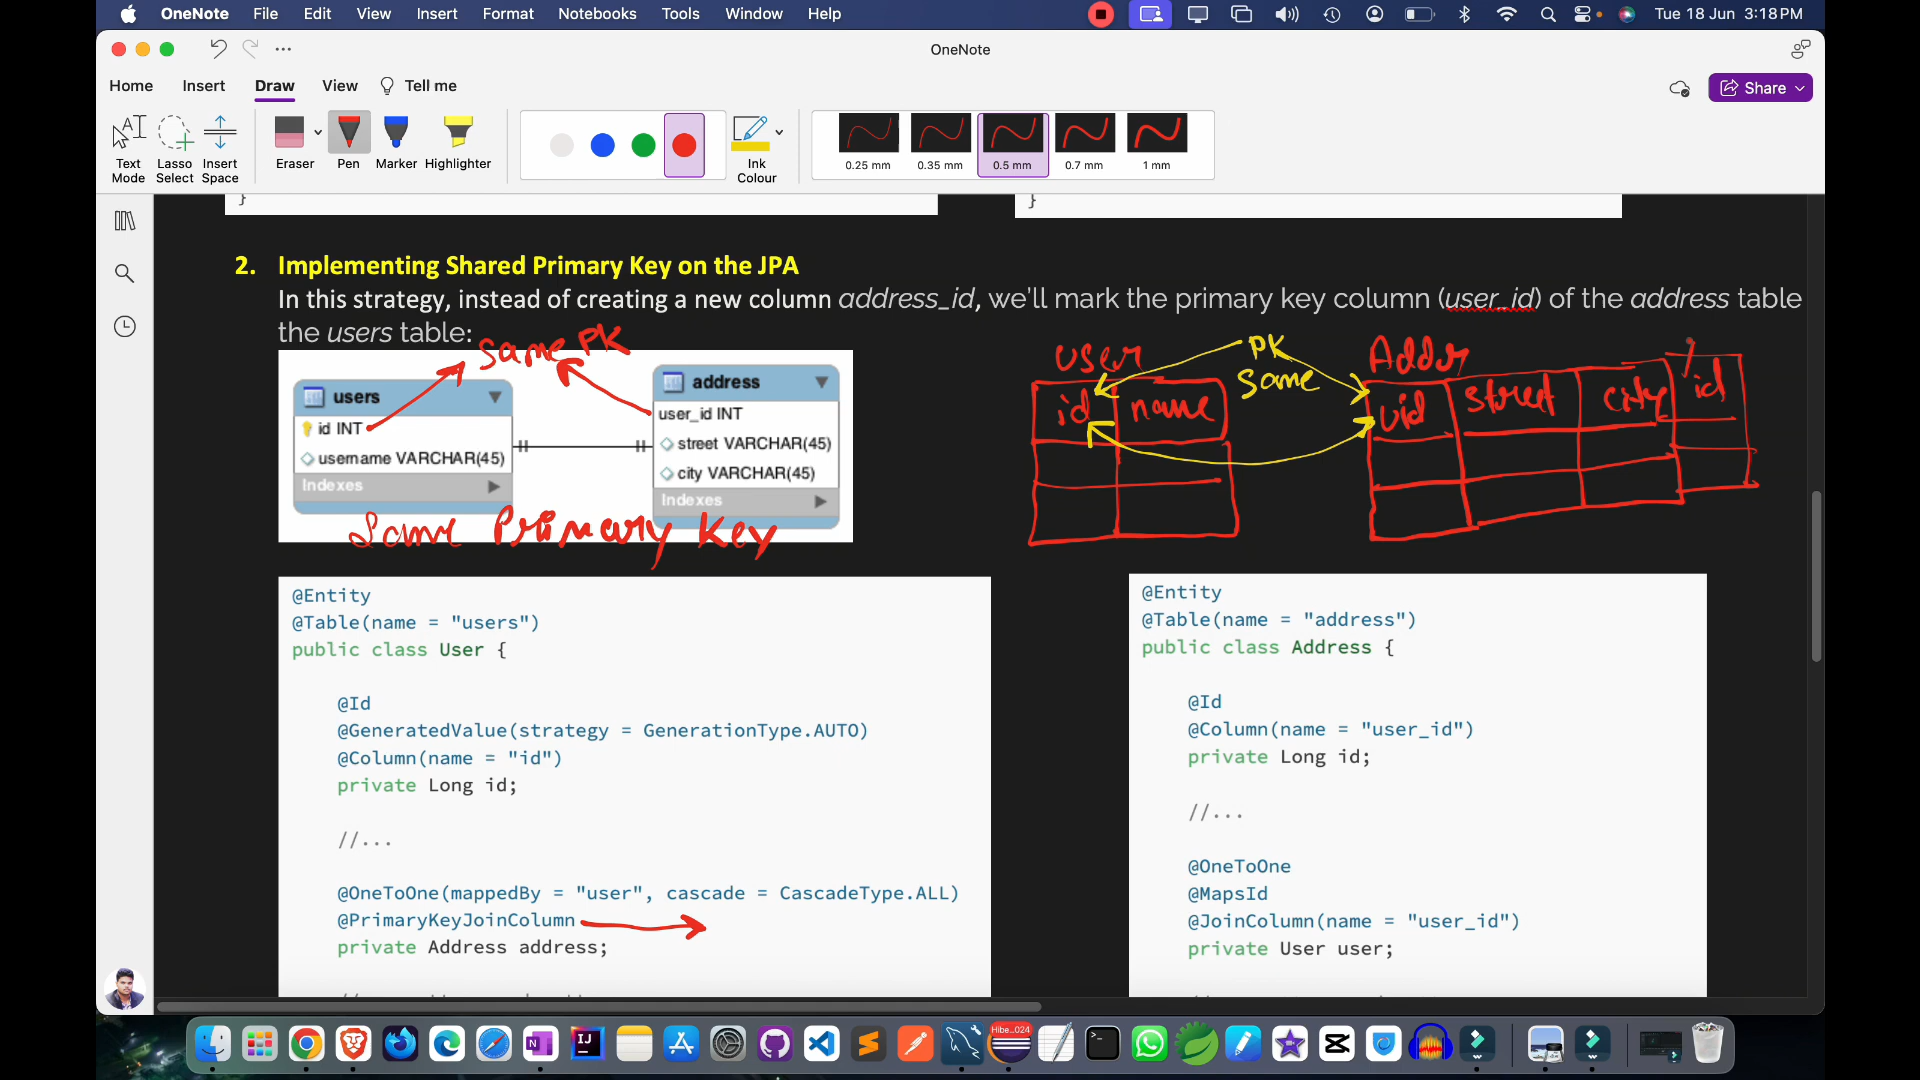 OneNote File Edit View Insert Format Notebooks Tools Window Help Tue 18 Jun 3:18 PM
OneNote
Home Insert Draw View Tell me Share
Text Mode Lasso Select Insert Space Eraser Pen Marker Highlighter Ink Colour 0.25 mm 0.35 mm 0.5 mm 0.7 mm 1 mm
} }
2. Implementing Shared Primary Key on the JPA
In this strategy, instead of creating a new column address_id, we'll mark the primary key column (user_id) of the address table
the users table:
same PK
users
id INT
username VARCHAR(45)
Indexes
address
user_id INT
street VARCHAR(45)
city VARCHAR(45)
Indexes
Same Primary Key
user
id name
PK
Same
Addr
uid street city id
@Entity
@Table(name = "users")
public class User {
@Id
@GeneratedValue(strategy = GenerationType.AUTO)
@Column(name = "id")
private Long id;
//...
@OneToOne(mappedBy = "user", cascade = CascadeType.ALL)
@PrimaryKeyJoinColumn
private Address address;
@Entity
@Table(name = "address")
public class Address {
@Id
@Column(name = "user_id")
private Long id;
//...
@OneToOne
@MapsId
@JoinColumn(name = "user_id")
private User user;
Hibe_024